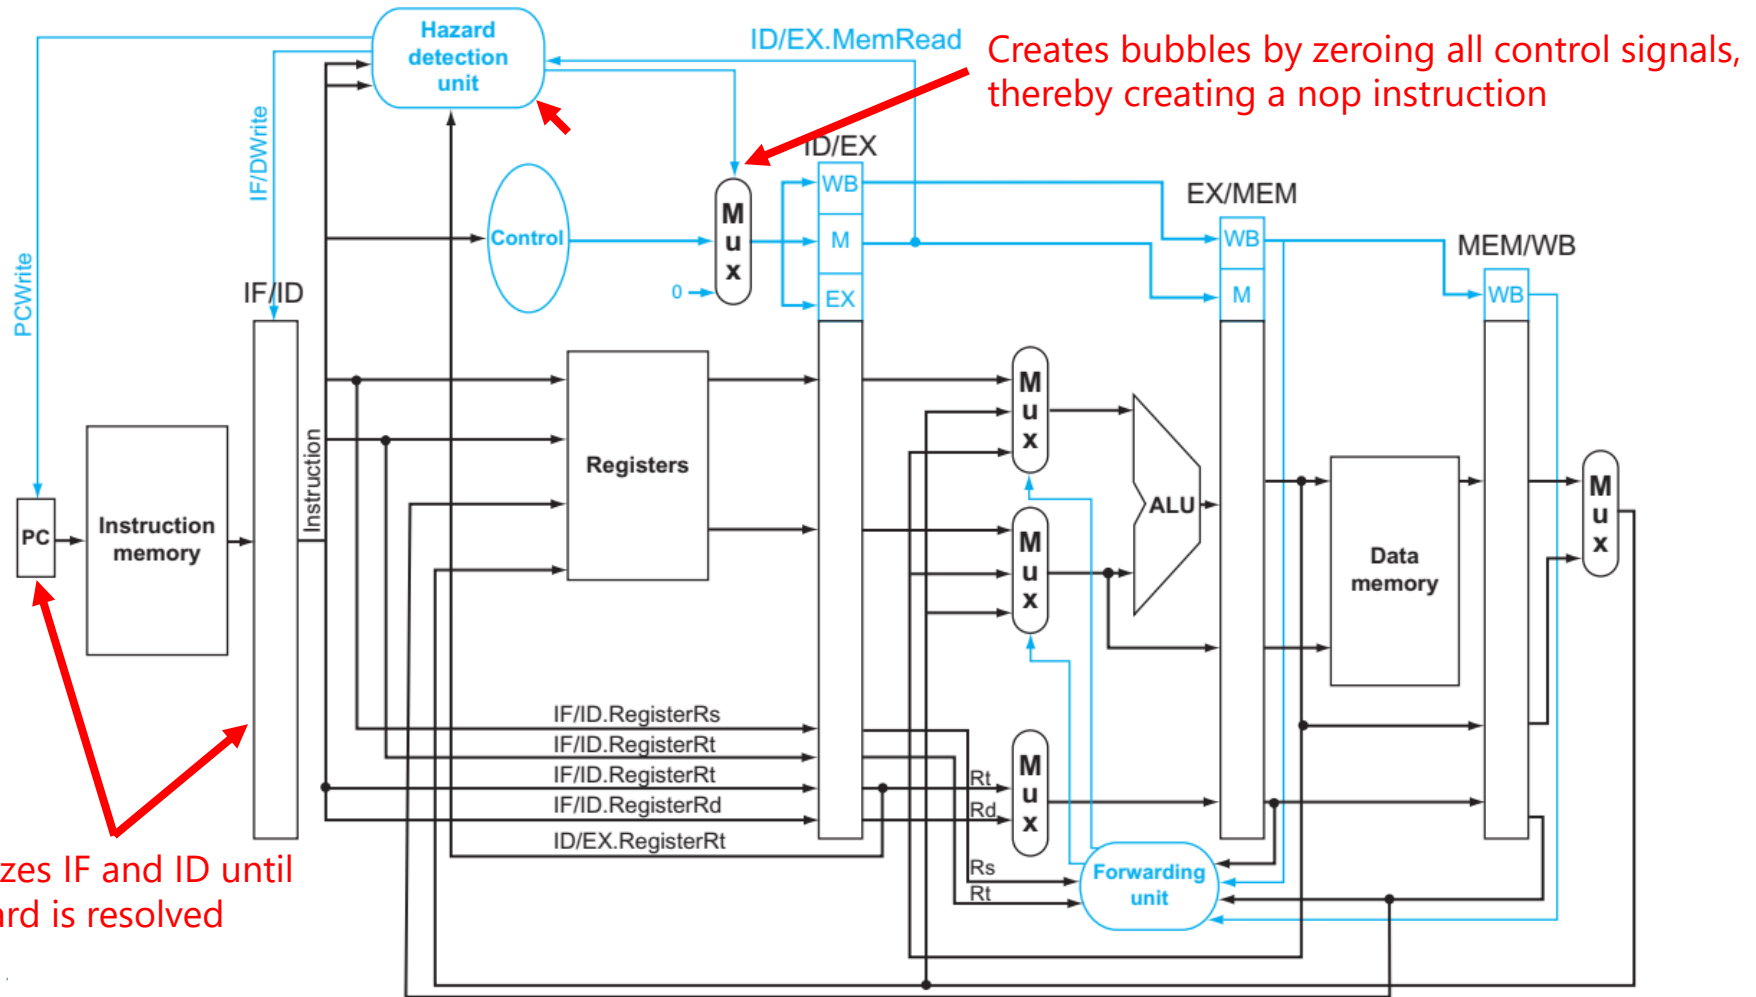 Hazard
detection
unit
ID/EX.MemRead
Creates bubbles by zeroing all control signals,
thereby creating a nop instruction
IF/DWrite
PCWrite
ID/EX
WB
M
EX
EX/MEM
WB
M
MEM/WB
WB
Control
M
u
x
0
IF/ID
Instruction
PC
Instruction
memory
Registers
M
u
x
M
u
x
ALU
Data
memory
M
u
x
IF/ID.RegisterRs
IF/ID.RegisterRt
IF/ID.RegisterRt
IF/ID.RegisterRd
ID/EX.RegisterRt
Rt
Rd
M
u
x
Rs
Rt
Forwarding
unit
zes IF and ID until
ard is resolved